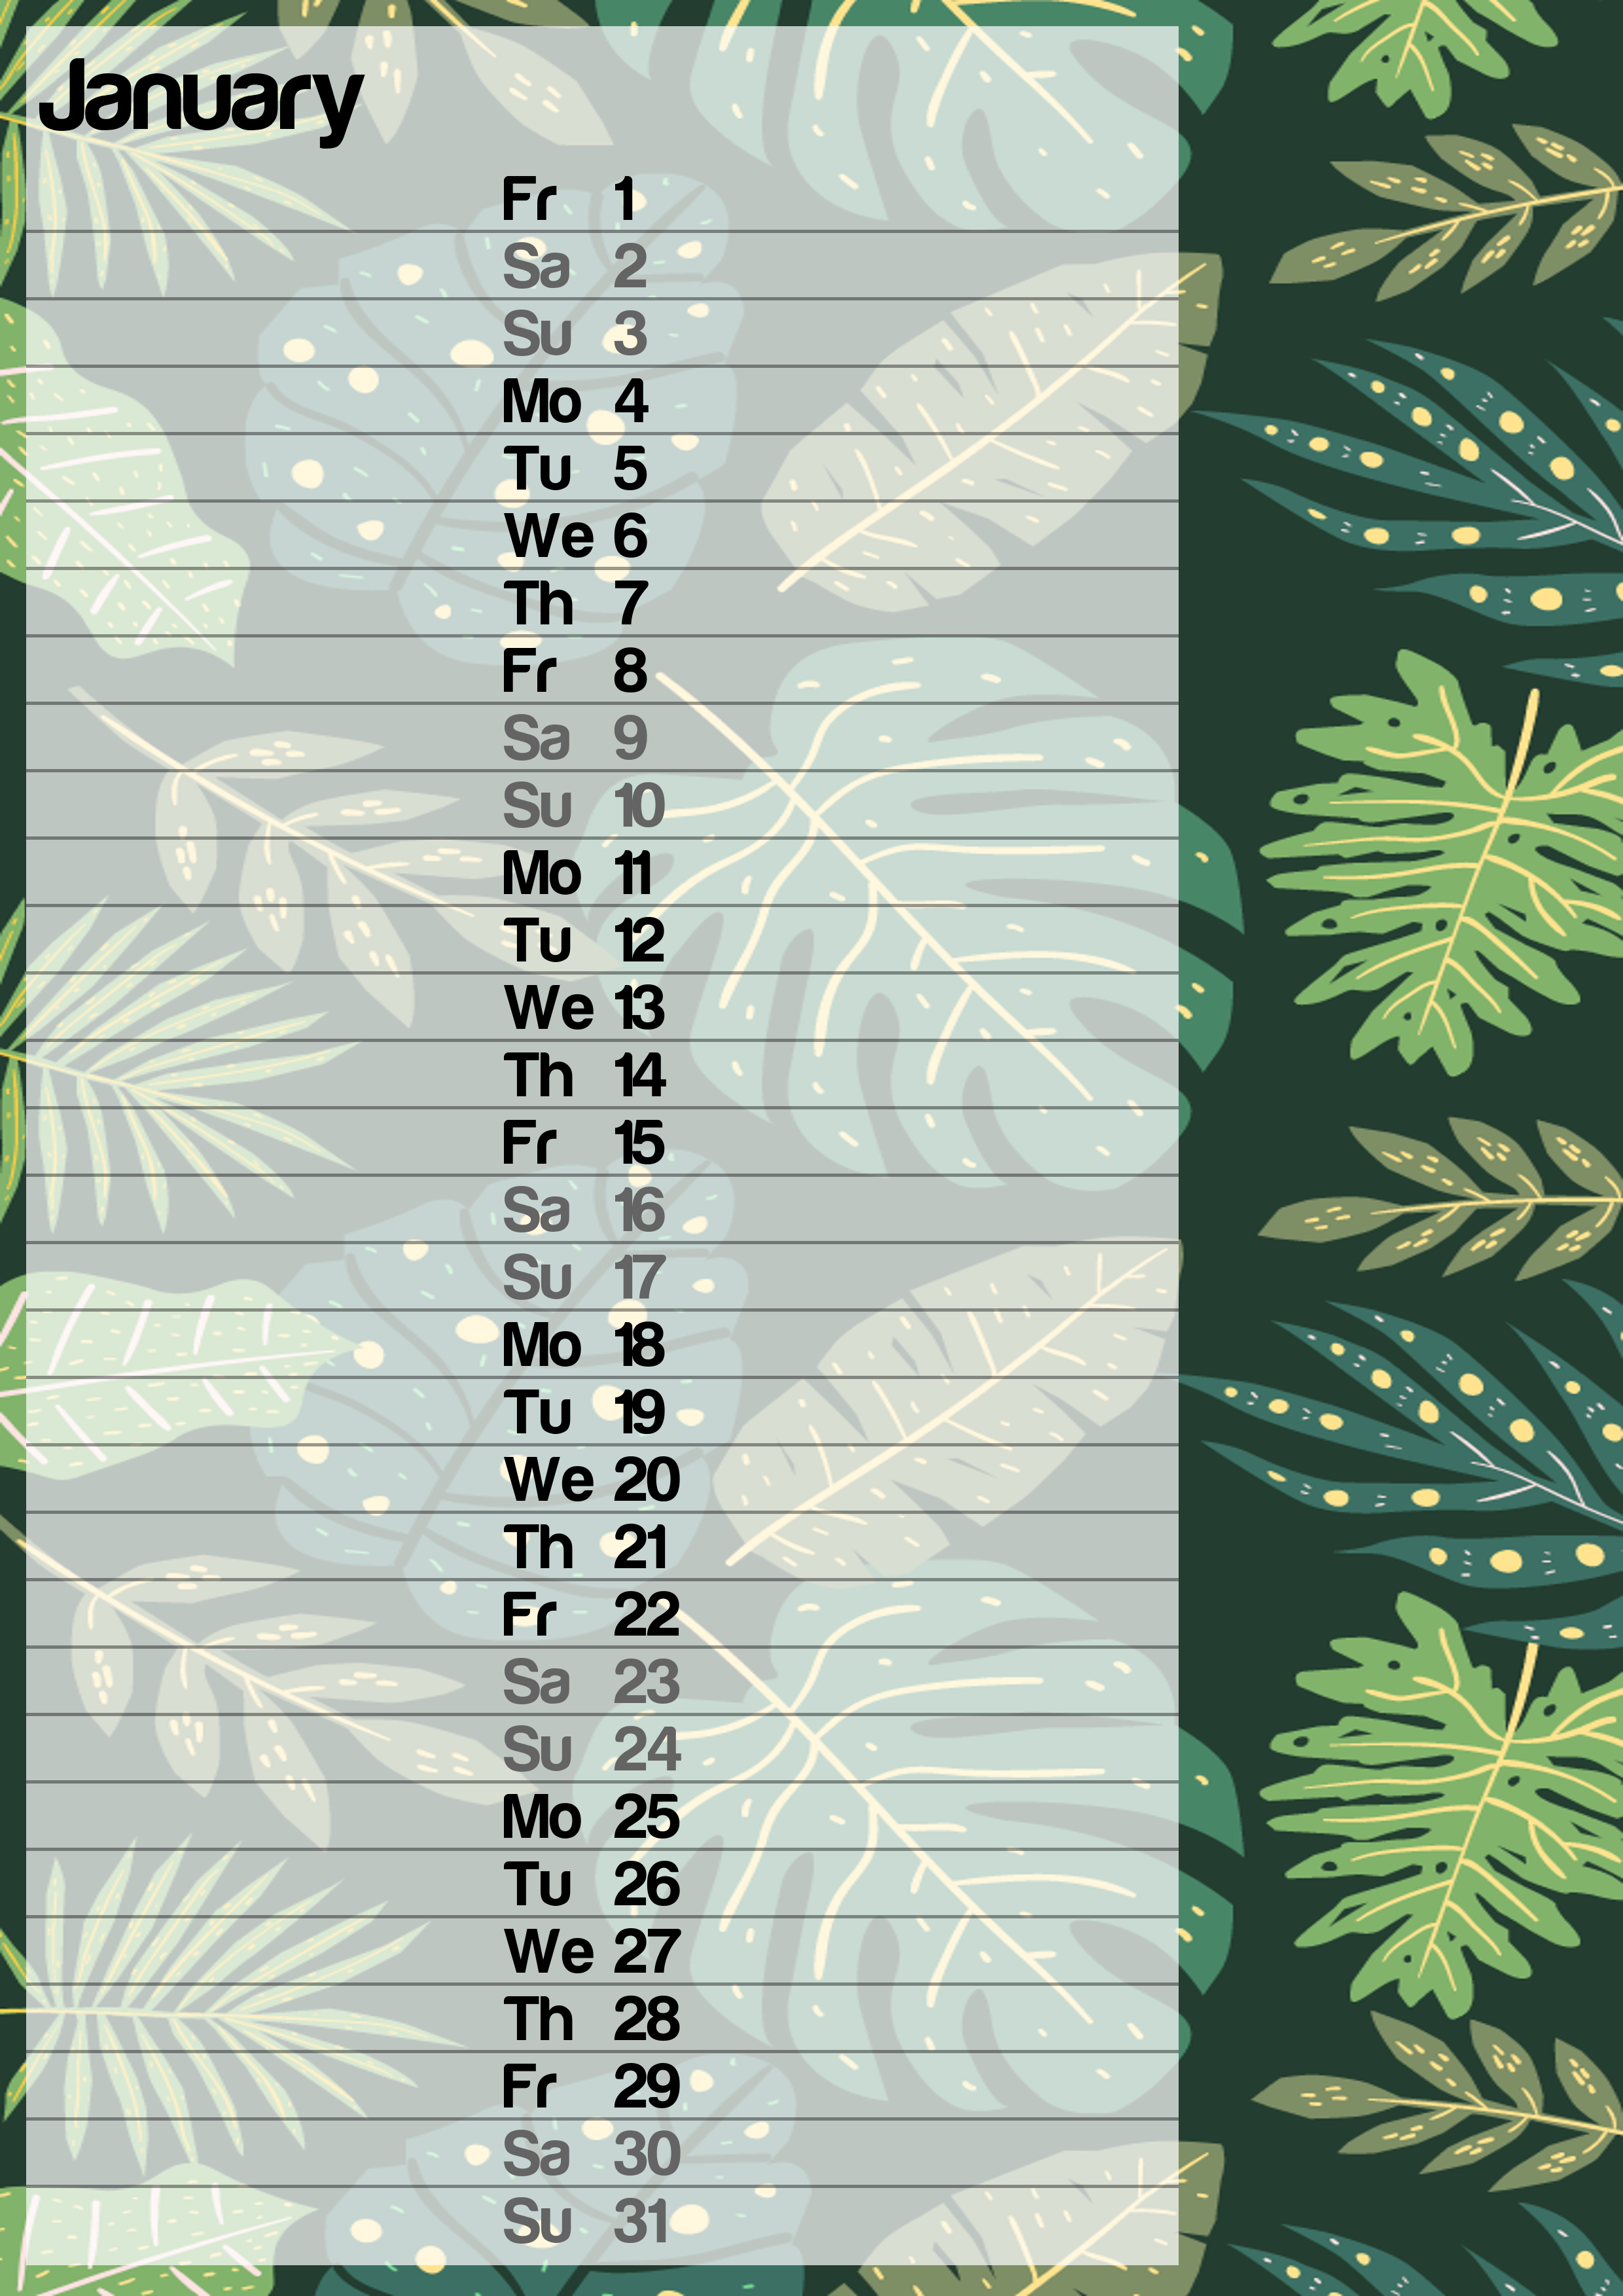 January
Fr 1
Sa 2
Su 3
Mo 4
Tu 5
We 6
Th 7
Fr 8
Sa 9
Su 10
Mo 11
Tu 12
We 13
Th 14
Fr 15
Sa 16
Su 17
Mo 18
Tu 19
We 20
Th 21
Fr 22
Sa 23
Su 24
Mo 25
Tu 26
We 27
Th 28
Fr 29
Sa 30
Su 31